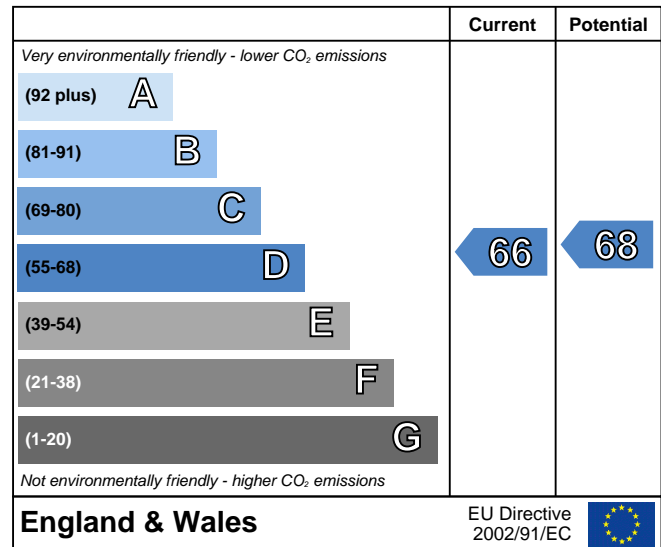 Current Potential
Very environmentally friendly - lower CO₂ emissions
(92 plus) A
(81-91) B
(69-80) C
(55-68) D
66 68
(39-54) E
(21-38) F
(1-20) G
Not environmentally friendly - higher CO₂ emissions
England & Wales
EU Directive
2002/91/EC